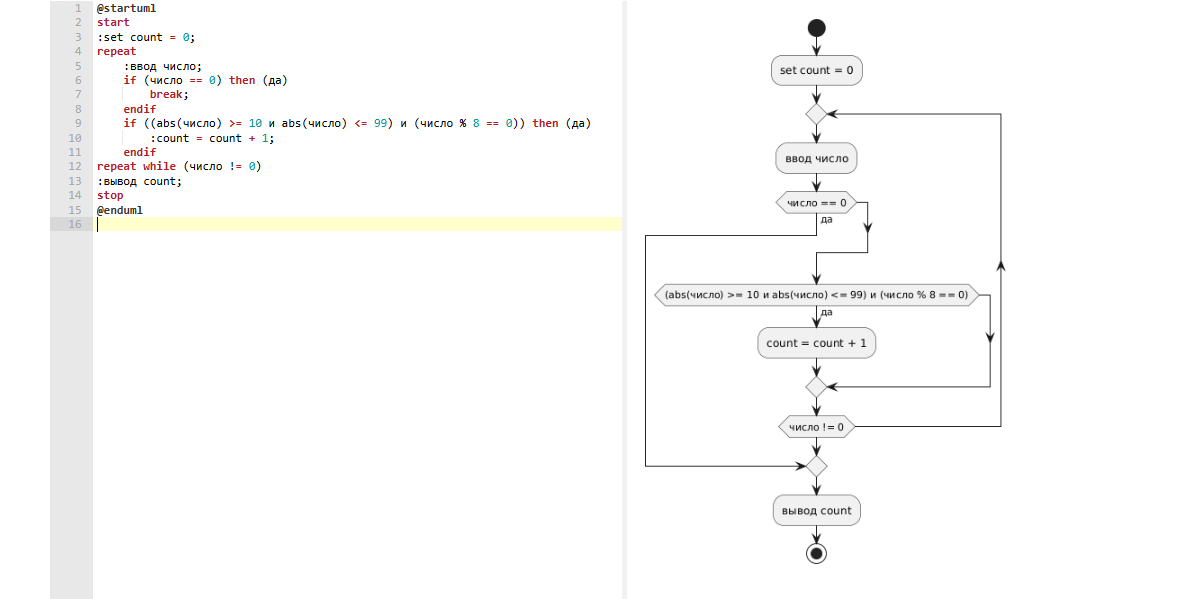 1 @startuml
2 start
3 :set count = 0;
4 repeat
5 :ввод число;
6 if (число == 0) then (да)
7 break;
8 endif
9 if ((abs(число) >= 10 и abs(число) <= 99) и (число % 8 == 0)) then (да)
10 :count = count + 1;
11 endif
12 repeat while (число != 0)
13 :вывод count;
14 stop
15 @enduml
16
set count = 0
ввод число
число == 0
да
(abs(число) >= 10 и abs(число) <= 99) и (число % 8 == 0)
да
count = count + 1
число != 0
вывод count